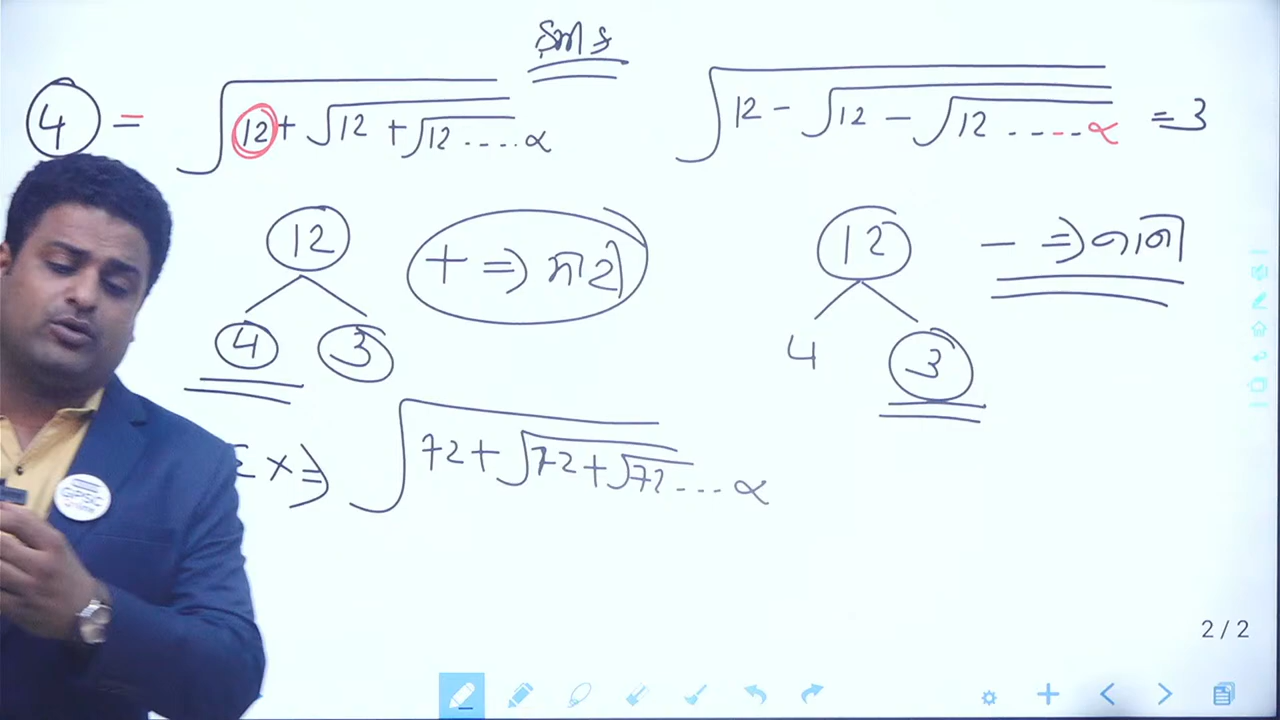 4 = √12 + √12 + √12 .... α
√12 - √12 - √12 ..... α = 3
12
+ ⇒ મોટો
12
4 3
4 3
Ex ⇒ √72 + √72 + √72 ... α
GPSC
2 / 2